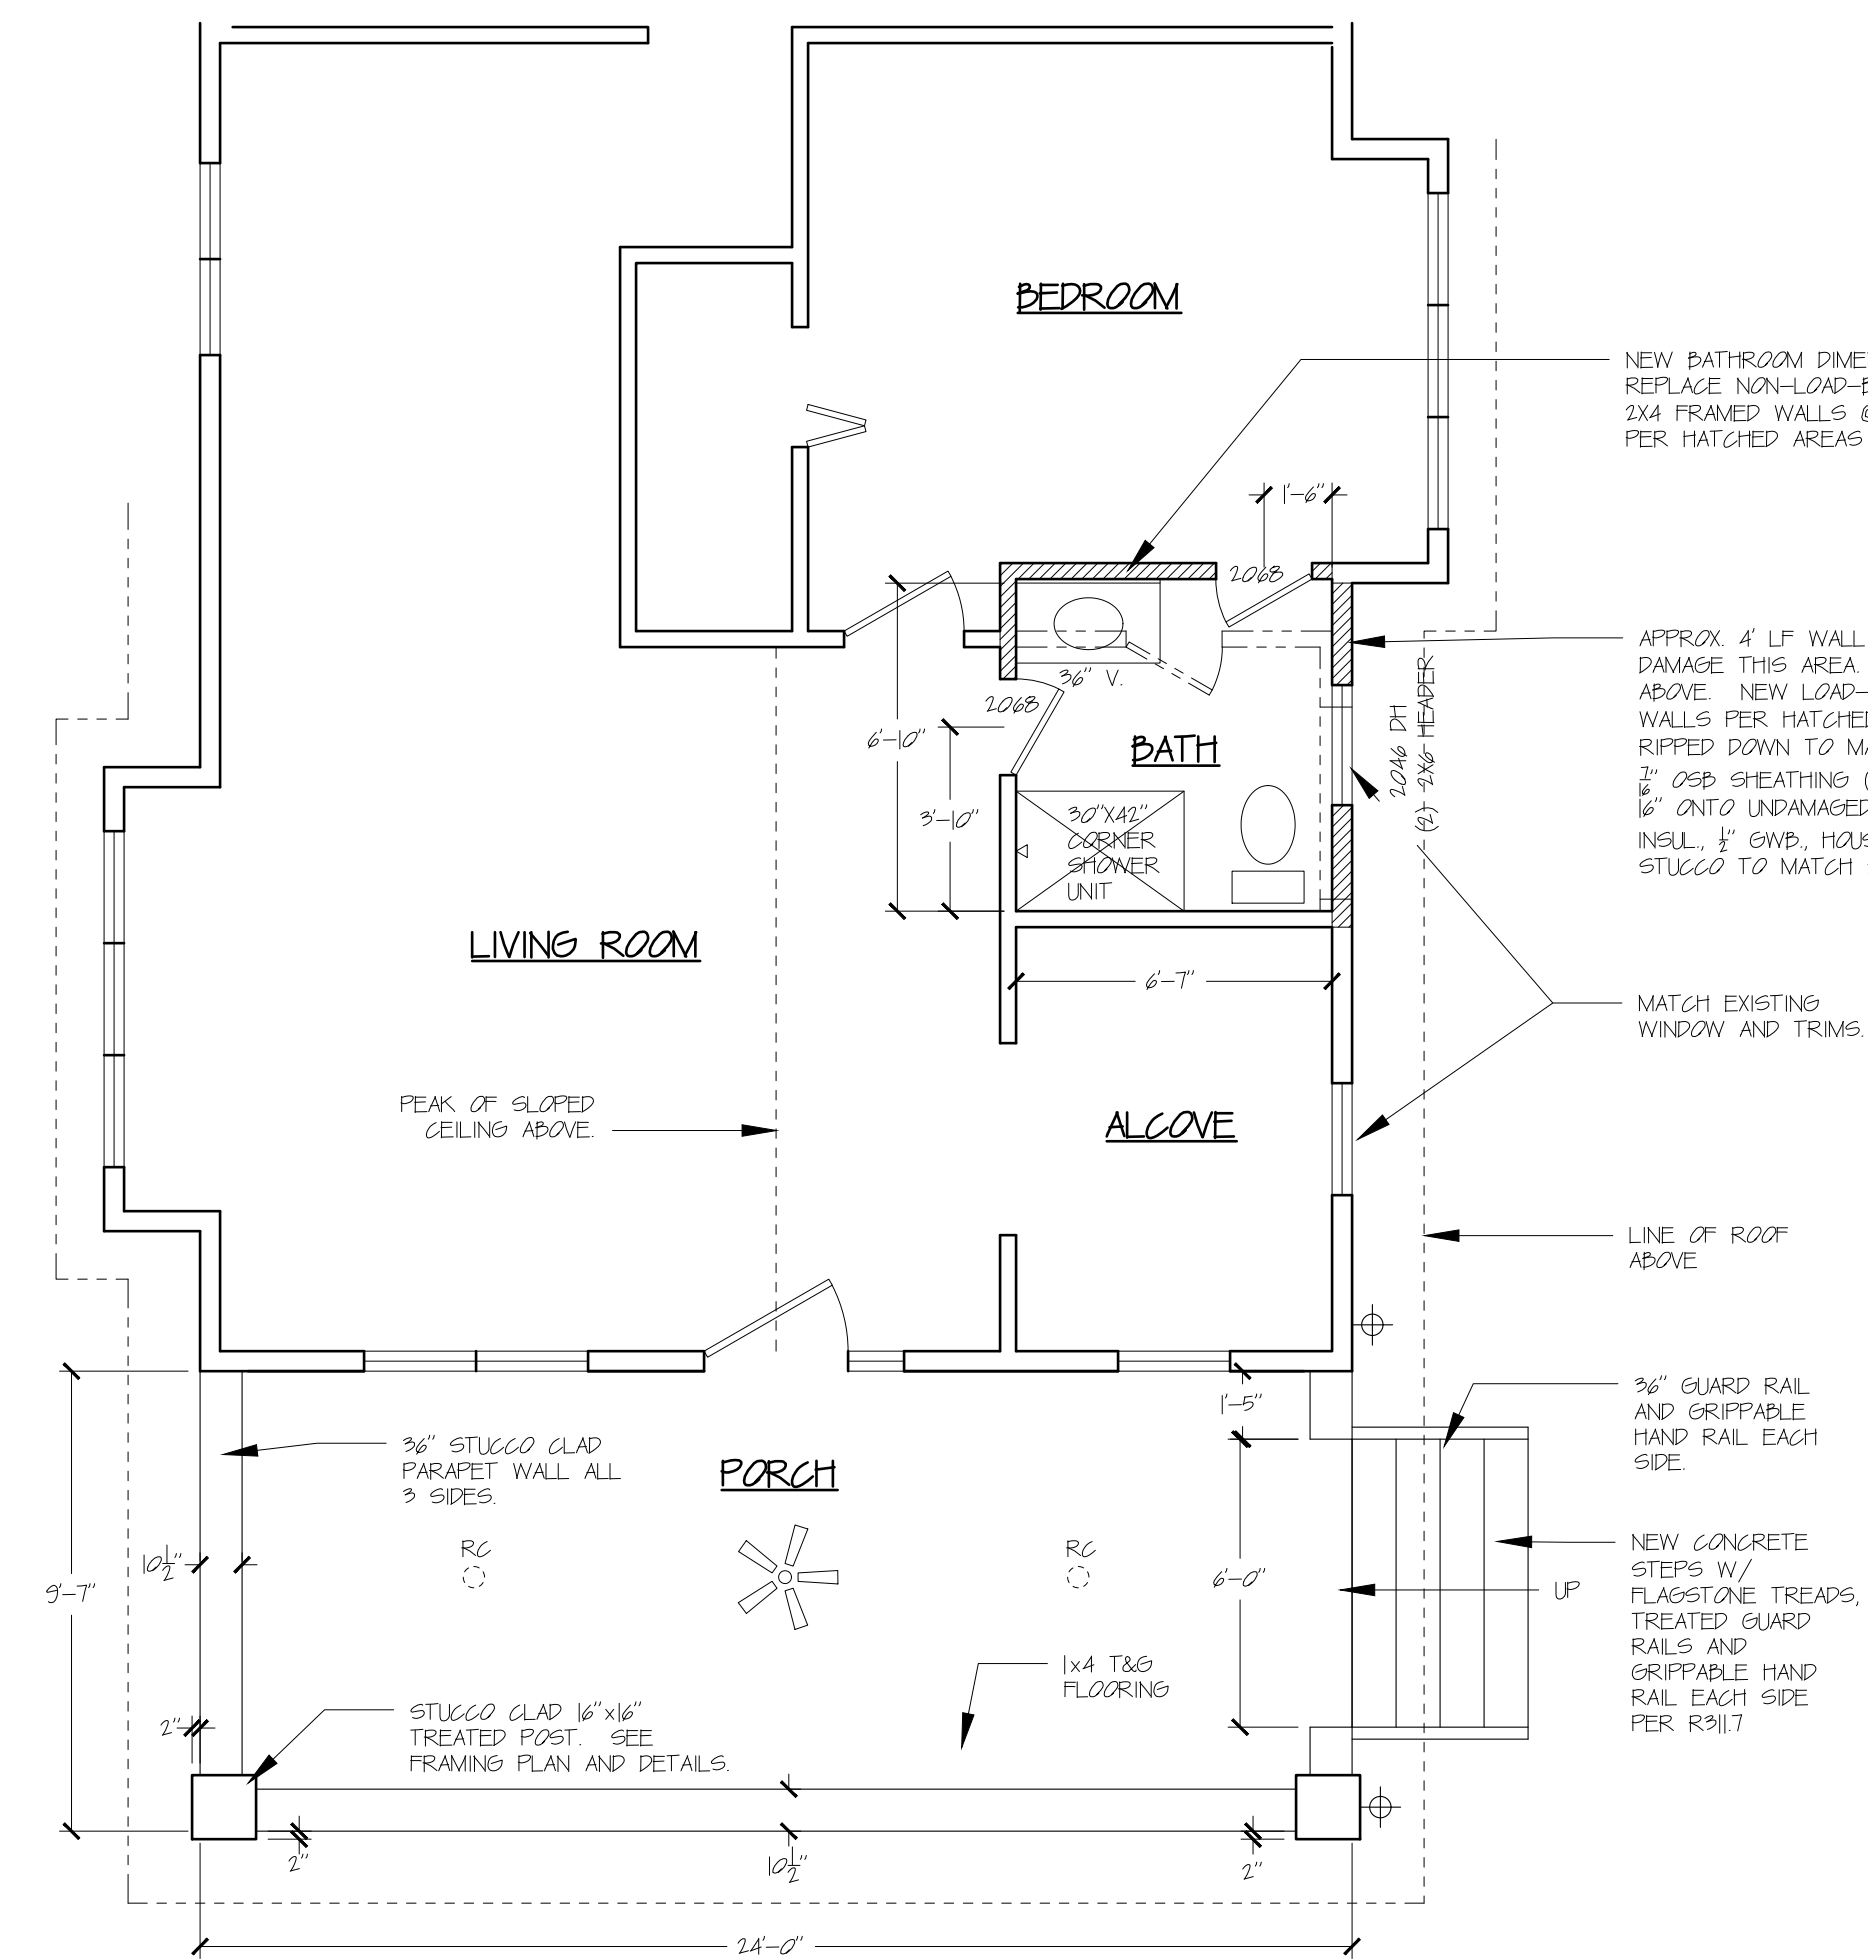 BEDROOM
NEW BATHROOM
REPLACE NON-LOAD-
2X4 FRAMED WALLS @
PER HATCHED AREAS
1'-6"
2068
APPROX. 4' LF WALL
DAMAGE THIS AREA.
ABOVE. NEW LOAD-
WALLS PER HATCHED
RIPPED DOWN TO
7/16" OSB SHEATHING
16" ONTO UNDAMAGED
INSUL., 1/2" GWB.,
STUCCO TO MATCH
36" V.
2068
6'-10"
BATH
2046 DH
(2) 2X6 HEADER
3'-10"
30"X42"
CORNER
SHOWER
UNIT
LIVING ROOM
6'-7"
MATCH EXISTING
WINDOW AND TRIMS.
PEAK OF SLOPED
CEILING ABOVE.
ALCOVE
LINE OF ROOF
ABOVE
1'-5"
36" GUARD RAIL
AND GRIPPABLE
HAND RAIL EACH
SIDE.
36" STUCCO CLAD
PARAPET WALL ALL
3 SIDES.
PORCH
RC
RC
10 1/2"
9'-7"
6'-0"
UP
NEW CONCRETE
STEPS W/
FLAGSTONE TREADS,
TREATED GUARD
RAILS AND
GRIPPABLE HAND
RAIL EACH SIDE
PER R311.7
1x4 T&G
FLOORING
2"
STUCCO CLAD 16"x16"
TREATED POST. SEE
FRAMING PLAN AND DETAILS.
2"
10 1/2"
2"
24'-0"